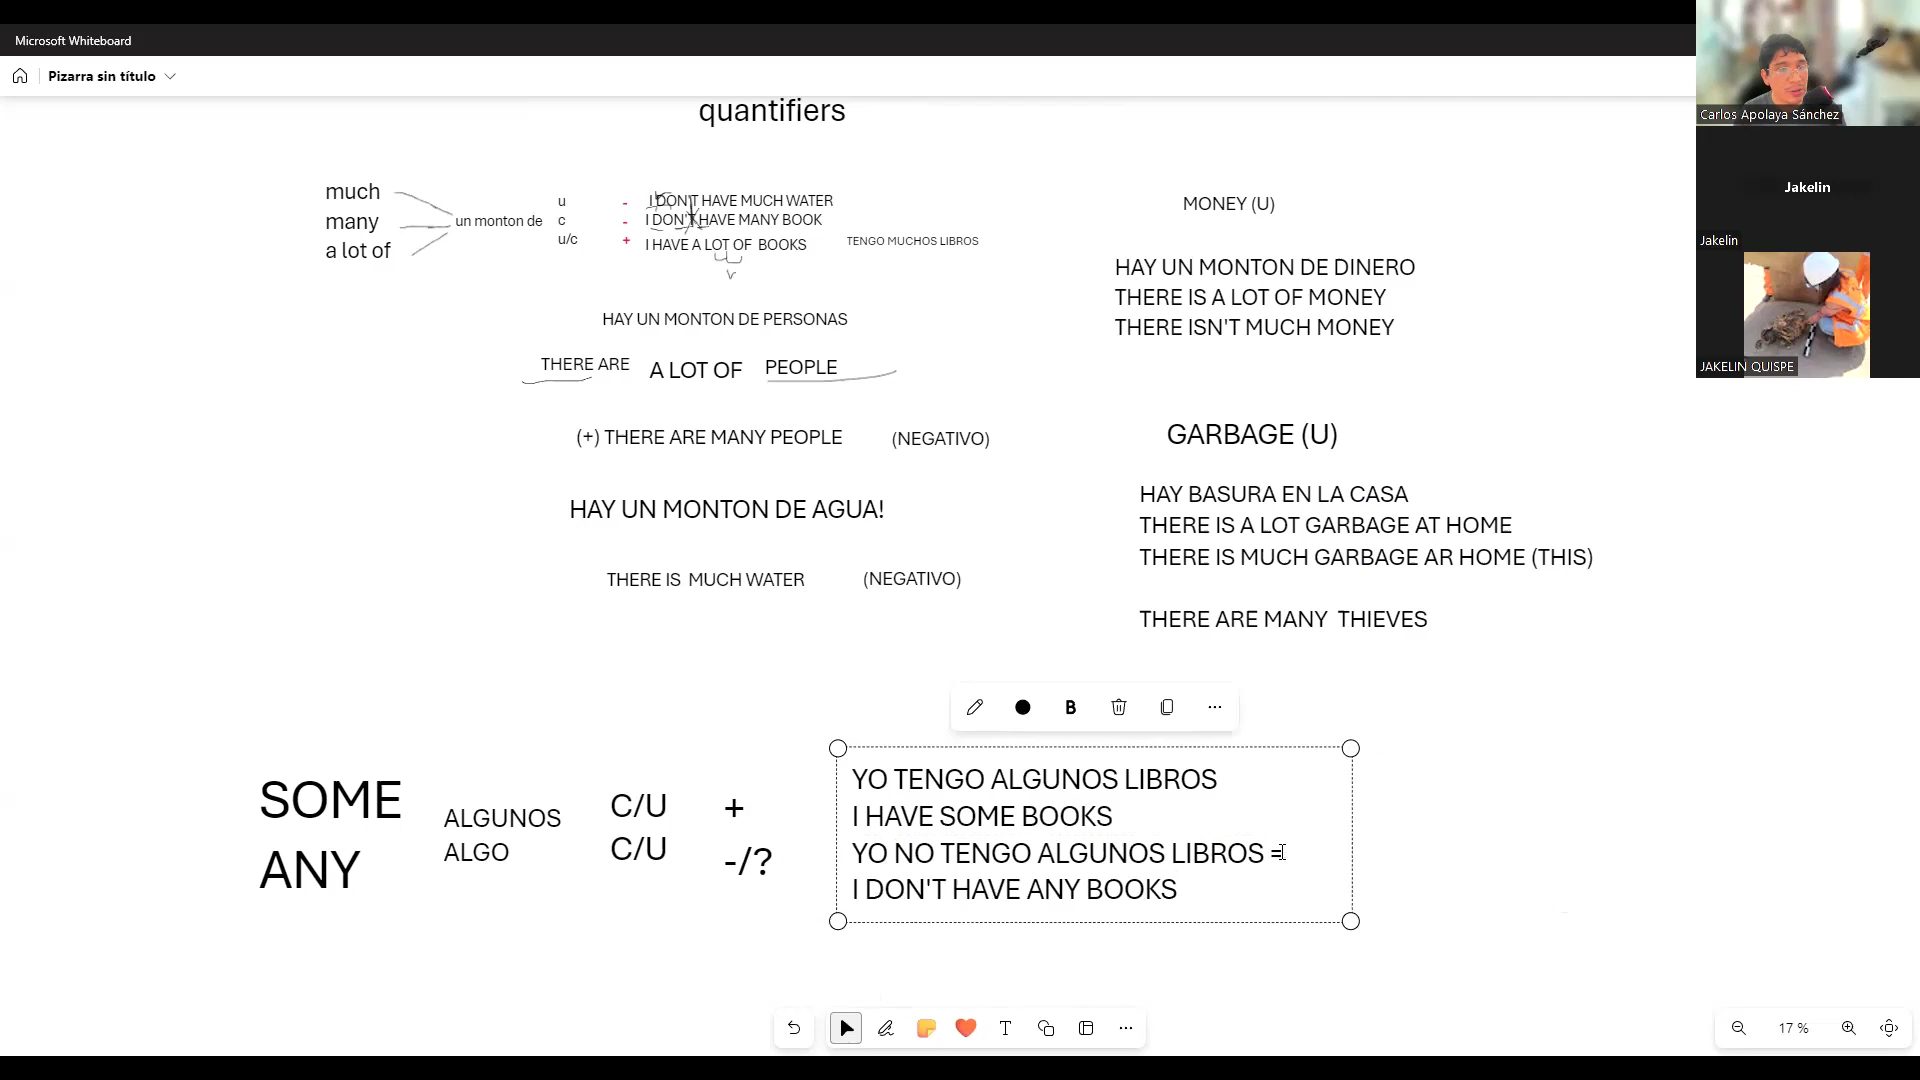 Microsoft Whiteboard
Pizarra sin título
quantifiers
much
many
a lot of
un monton de
u
c
u/c
-
-
+
I DON'T HAVE MUCH WATER
I DON'T HAVE MANY BOOK
I HAVE A LOT OF BOOKS
TENGO MUCHOS LIBROS
HAY UN MONTON DE PERSONAS
THERE ARE A LOT OF PEOPLE
(+) THERE ARE MANY PEOPLE (NEGATIVO)
HAY UN MONTON DE AGUA!
THERE IS MUCH WATER (NEGATIVO)
MONEY (U)
HAY UN MONTON DE DINERO
THERE IS A LOT OF MONEY
THERE ISN'T MUCH MONEY
GARBAGE (U)
HAY BASURA EN LA CASA
THERE IS A LOT GARBAGE AT HOME
THERE IS MUCH GARBAGE AR HOME (THIS)
THERE ARE MANY THIEVES
SOME
ANY
ALGUNOS
ALGO
C/U
C/U
+
-/?
YO TENGO ALGUNOS LIBROS
I HAVE SOME BOOKS
YO NO TENGO ALGUNOS LIBROS =
I DON'T HAVE ANY BOOKS
B
T
17 %
Carlos Apolaya Sánchez
Jakelin
Jakelin
JAKELIN QUISPE